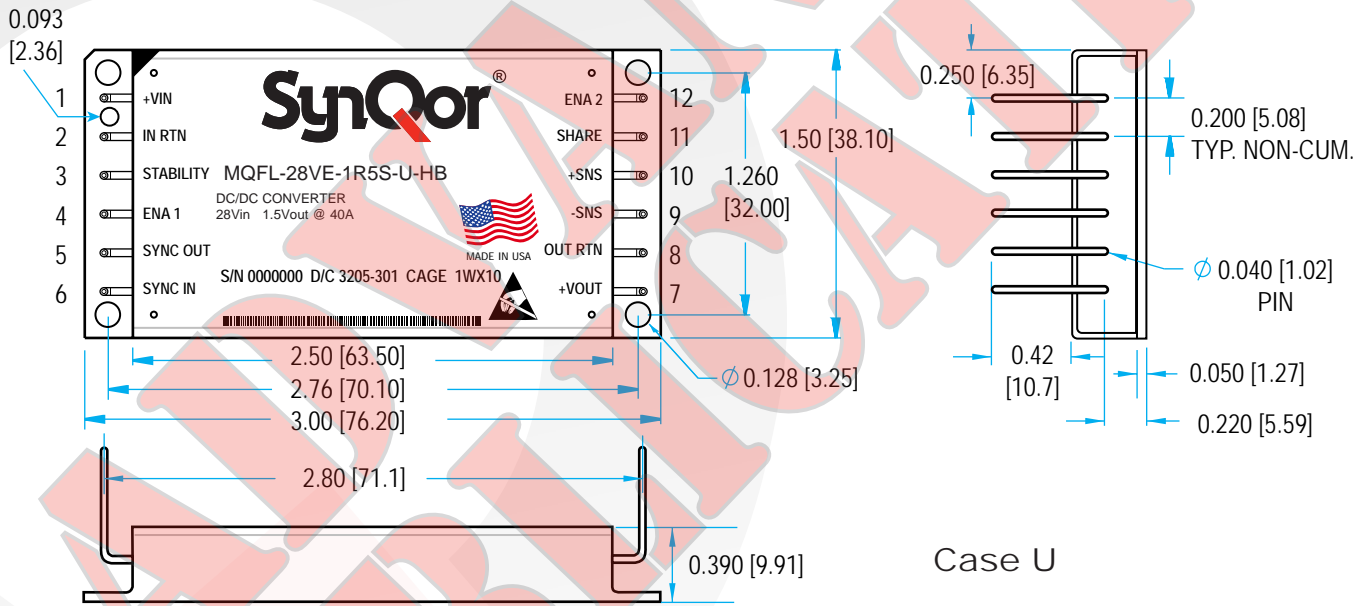 0.093
[2.36]
SynQor®
1 +VIN
2 IN RTN
3 STABILITY
4 ENA 1
5 SYNC OUT
6 SYNC IN
MQFL-28VE-1R5S-U-HB
DC/DC CONVERTER
28Vin 1.5Vout @ 40A
MADE IN USA
S/N 0000000 D/C 3205-301 CAGE 1WX10
ENA 2 12
SHARE 11
+SNS 10
-SNS 9
OUT RTN 8
+VOUT 7
1.50 [38.10]
1.260
[32.00]
0.250 [6.35]
0.200 [5.08]
TYP. NON-CUM.
∅ 0.040 [1.02]
PIN
2.50 [63.50]
2.76 [70.10]
3.00 [76.20]
∅ 0.128 [3.25]
0.42
[10.7]
0.050 [1.27]
0.220 [5.59]
2.80 [71.1]
0.390 [9.91]
Case U